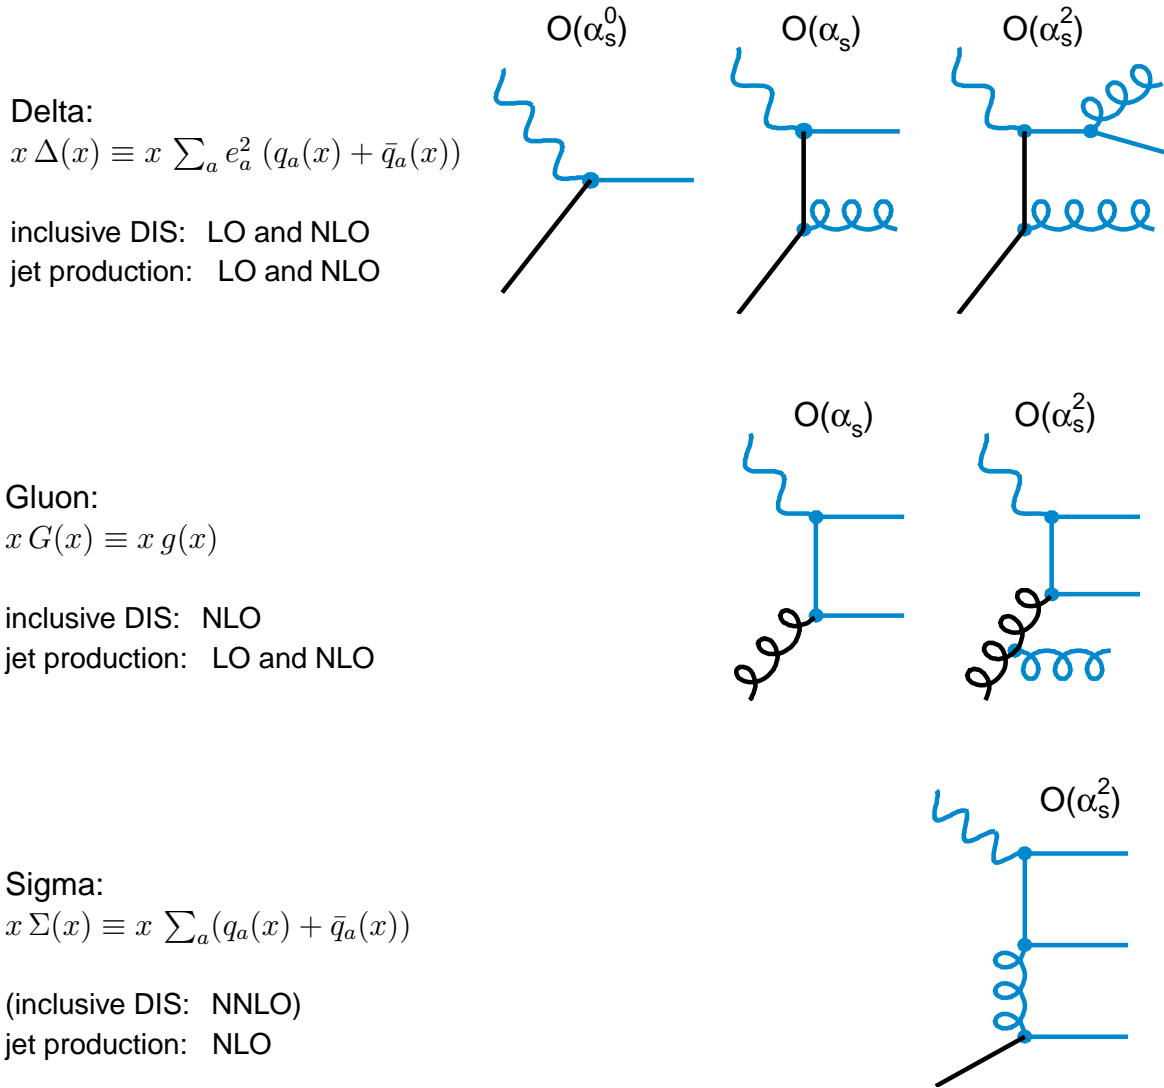 O(αₛ⁰) O(αₛ) O(αₛ²)
Delta:
x Δ(x) ≡ x ∑ₐ eₐ² (qₐ(x) + q̄ₐ(x))
inclusive DIS: LO and NLO
jet production: LO and NLO
O(αₛ) O(αₛ²)
Gluon:
x G(x) ≡ x g(x)
inclusive DIS: NLO
jet production: LO and NLO
O(αₛ²)
Sigma:
x Σ(x) ≡ x ∑ₐ(qₐ(x) + q̄ₐ(x))
(inclusive DIS: NNLO)
jet production: NLO